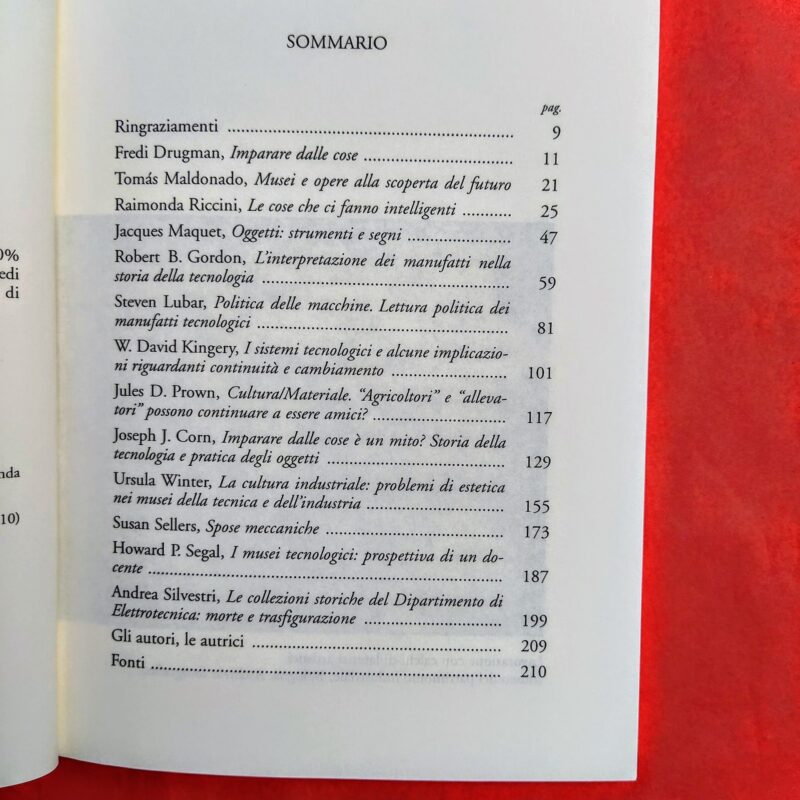 0%
edi
di
nda
10)
SOMMARIO
pag.
Ringraziamenti ........ 9
Fredi Drugman, Imparare dalle cose ........ 11
Tomás Maldonado, Musei e opere alla scoperta del futuro 21
Raimonda Riccini, Le cose che ci fanno intelligenti ........ 25
Jacques Maquet, Oggetti: strumenti e segni ........ 47
Robert B. Gordon, L'interpretazione dei manufatti nella
storia della tecnologia ........ 59
Steven Lubar, Politica delle macchine. Lettura politica dei
manufatti tecnologici ........ 81
W. David Kingery, I sistemi tecnologici e alcune implicazio-
ni riguardanti continuità e cambiamento ........ 101
Jules D. Prown, Cultura/Materiale. “Agricoltori” e “alleva-
tori” possono continuare a essere amici? ........ 117
Joseph J. Corn, Imparare dalle cose è un mito? Storia della
tecnologia e pratica degli oggetti ........ 129
Ursula Winter, La cultura industriale: problemi di estetica
nei musei della tecnica e dell'industria ........ 155
Susan Sellers, Spose meccaniche ........ 173
Howard P. Segal, I musei tecnologici: prospettiva di un do-
cente ........ 187
Andrea Silvestri, Le collezioni storiche del Dipartimento di
Elettrotecnica: morte e trasfigurazione ........ 199
Gli autori, le autrici ........ 209
Fonti ........ 210